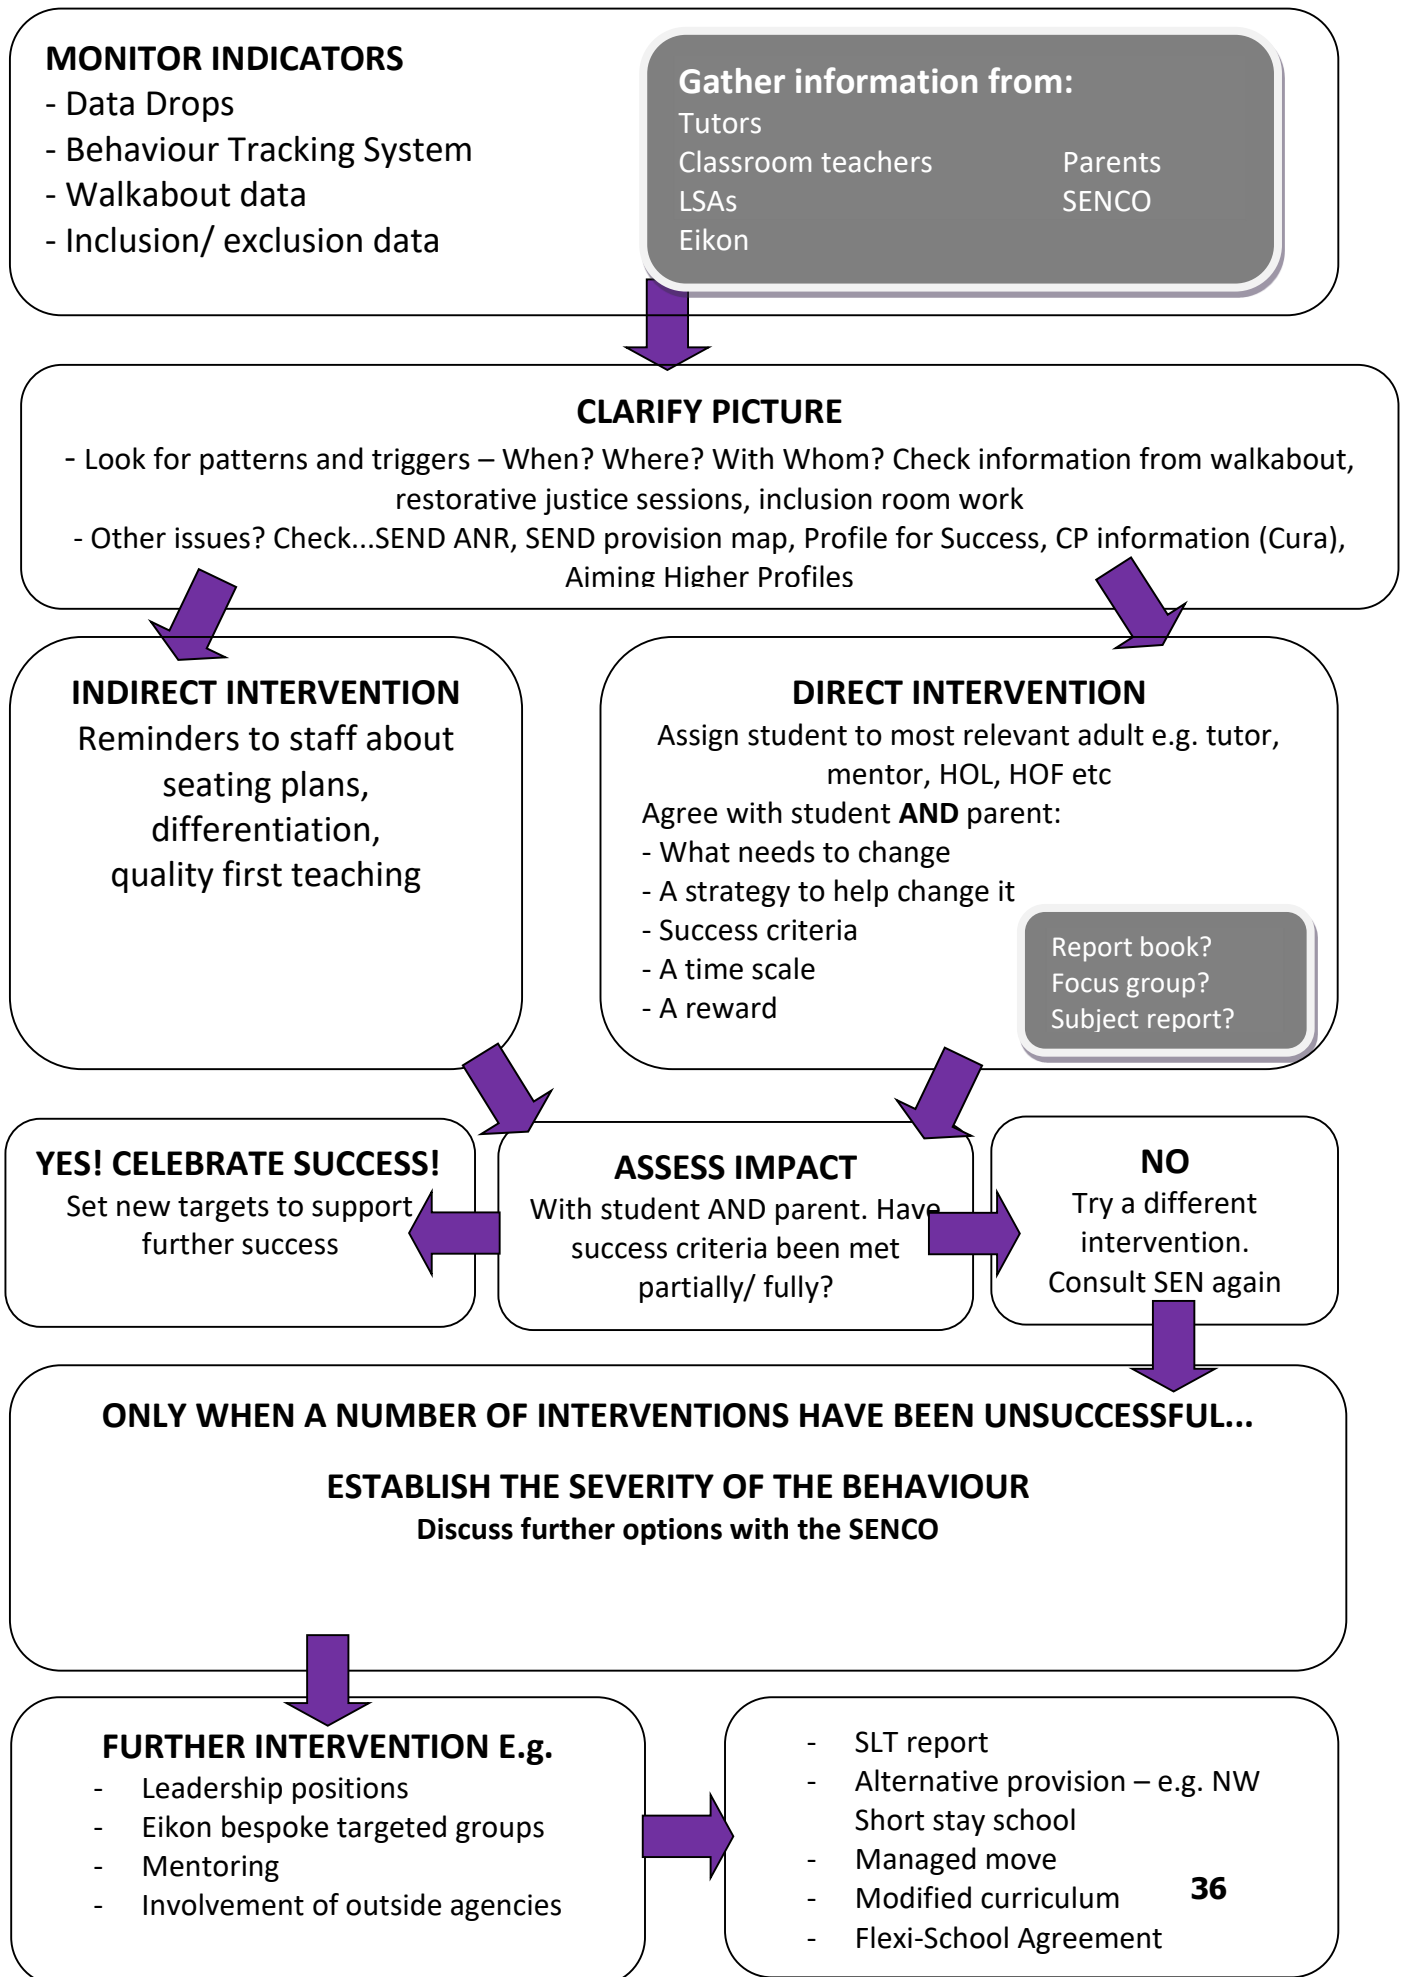 MONITOR INDICATORS
- Data Drops
- Behaviour Tracking System
- Walkabout data
- Inclusion/ exclusion data
Gather information from:
Tutors
Classroom teachers Parents
LSAs SENCO
Eikon
CLARIFY PICTURE
- Look for patterns and triggers – When? Where? With Whom? Check information from walkabout,
restorative justice sessions, inclusion room work
- Other issues? Check...SEND ANR, SEND provision map, Profile for Success, CP information (Cura),
Aiming Higher Profiles
INDIRECT INTERVENTION
Reminders to staff about
seating plans,
differentiation,
quality first teaching
DIRECT INTERVENTION
Assign student to most relevant adult e.g. tutor,
mentor, HOL, HOF etc
Agree with student AND parent:
- What needs to change
- A strategy to help change it
- Success criteria
- A time scale
- A reward
Report book?
Focus group?
Subject report?
YES! CELEBRATE SUCCESS!
Set new targets to support
further success
ASSESS IMPACT
With student AND parent. Have
success criteria been met
partially/ fully?
NO
Try a different
intervention.
Consult SEN again
ONLY WHEN A NUMBER OF INTERVENTIONS HAVE BEEN UNSUCCESSFUL...
ESTABLISH THE SEVERITY OF THE BEHAVIOUR
Discuss further options with the SENCO
FURTHER INTERVENTION E.g.
- Leadership positions
- Eikon bespoke targeted groups
- Mentoring
- Involvement of outside agencies
- SLT report
- Alternative provision – e.g. NW
Short stay school
- Managed move
- Modified curriculum
- Flexi-School Agreement
36